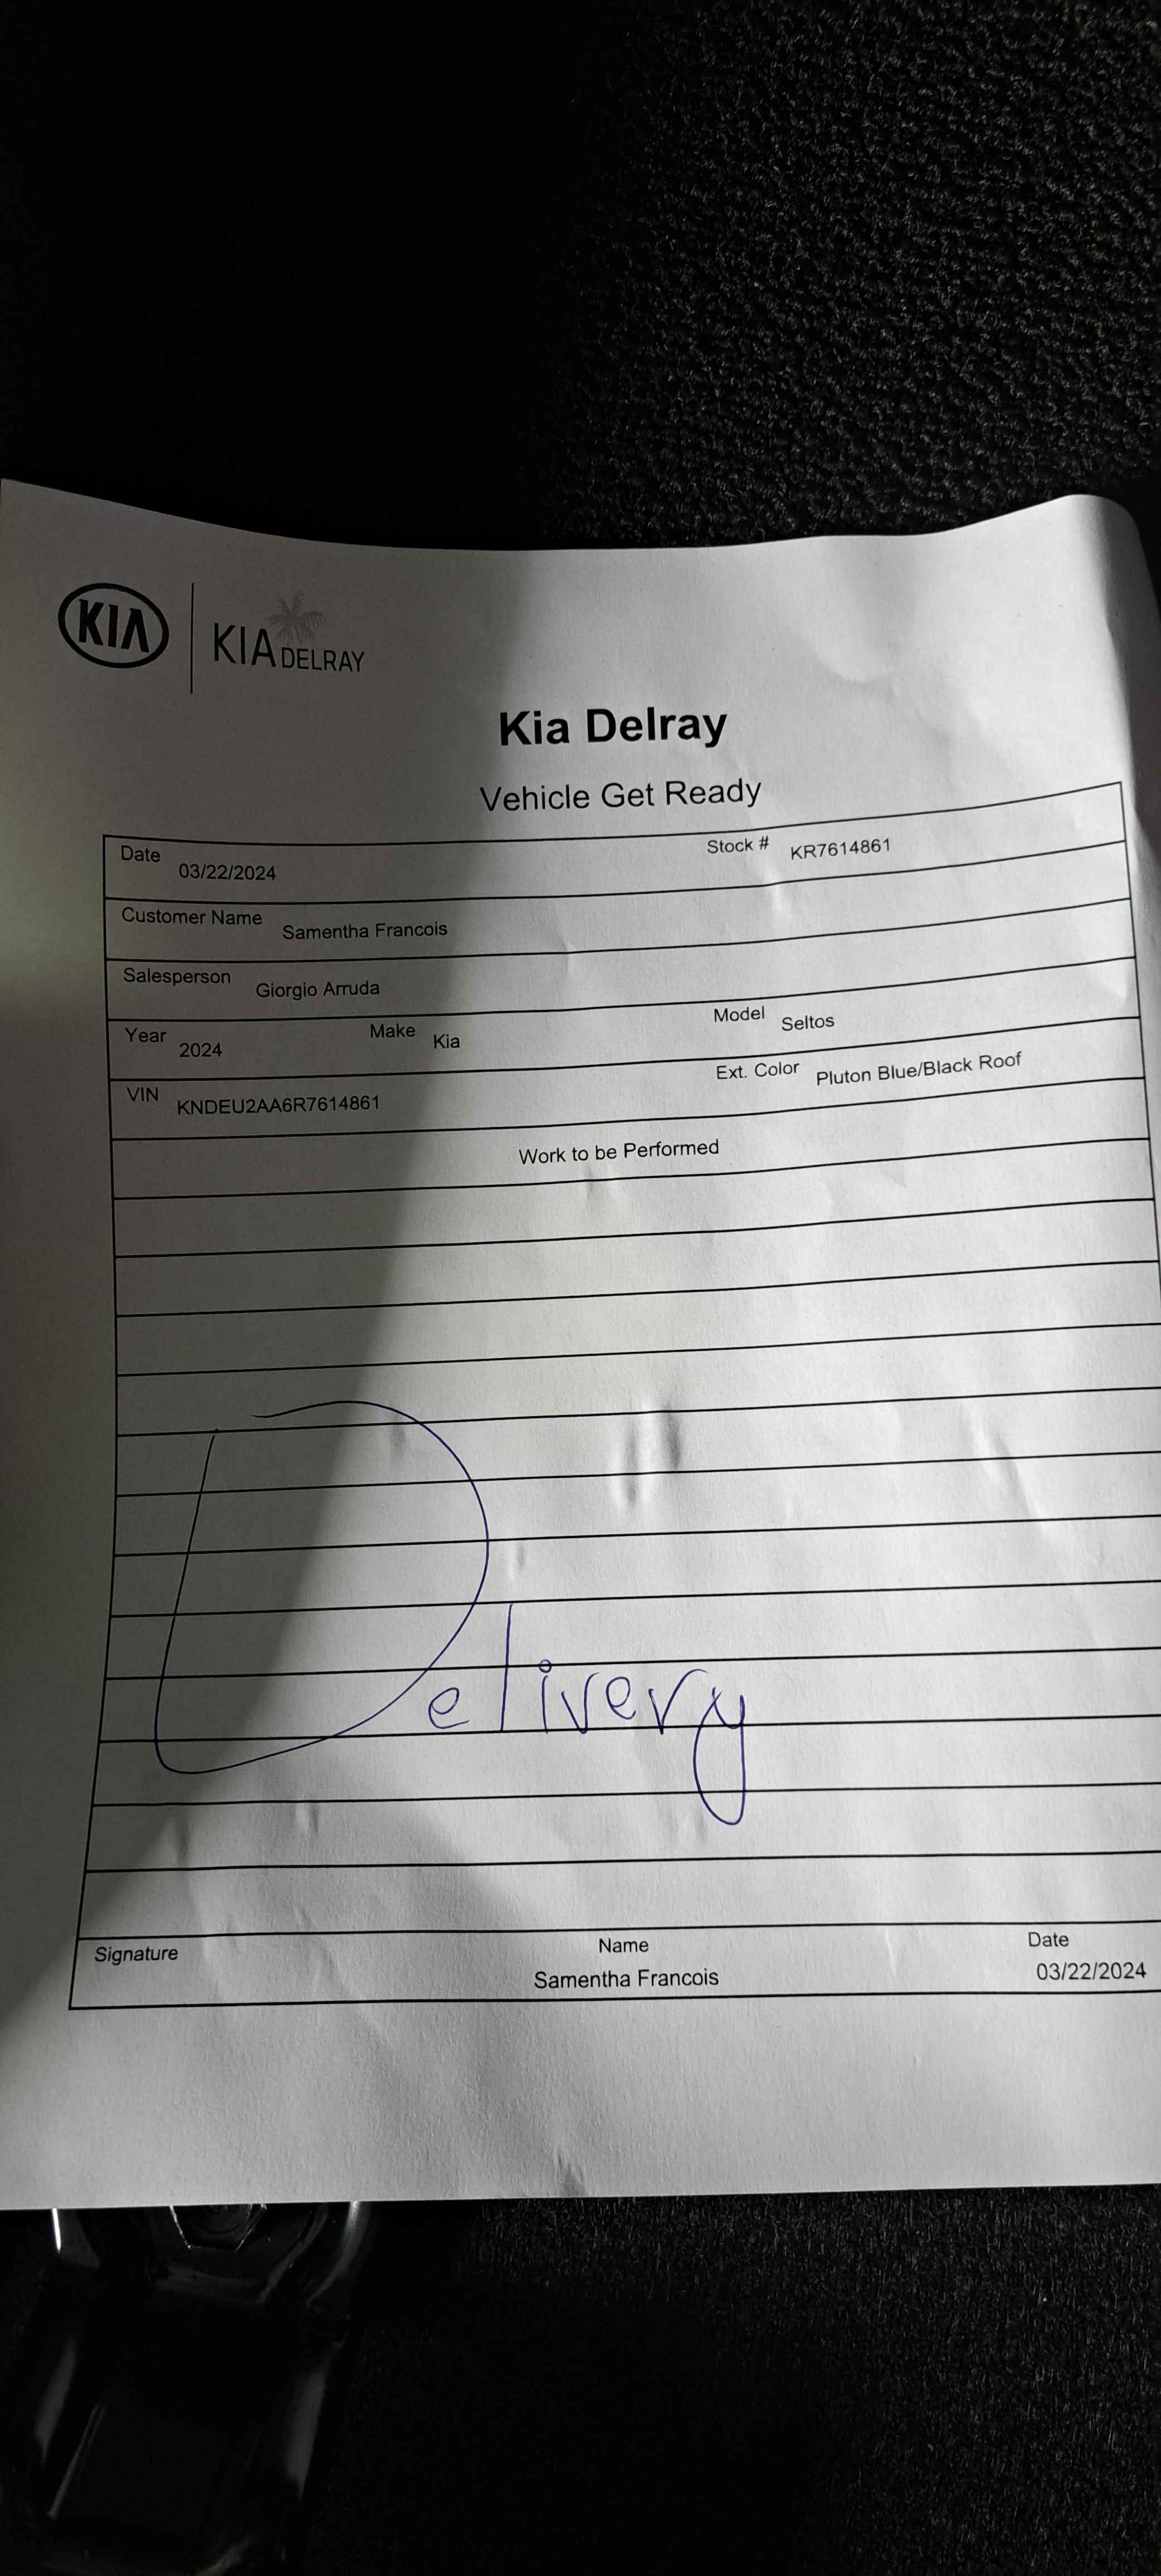 KIA KIA DELRAY
Kia Delray
Vehicle Get Ready
Date 03/22/2024 Stock # KR7614861
Customer Name Samentha Francois
Salesperson Giorgio Arruda
Year 2024 Make Kia Model Seltos
VIN KNDEU2AA6R7614861 Ext. Color Pluton Blue/Black Roof
Work to be Performed
Delivery
Signature Name Date
Samentha Francois 03/22/2024